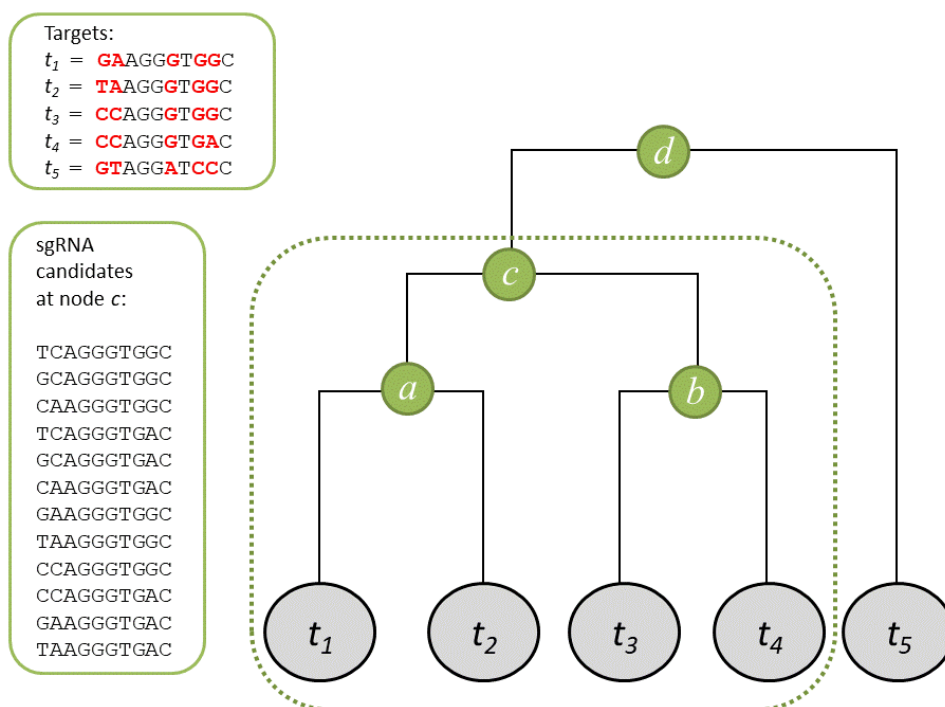 Targets:
t1 = GAAGGGTGGC
t2 = TAAGGGTGGC
t3 = CCAGGGTGGC
t4 = CCAGGGTGAC
t5 = GTAGGATCCC
sgRNA
candidates
at node c:
TCAGGGTGGC
GCAGGGTGGC
CAAGGGTGGC
TCAGGGTGAC
GCAGGGTGAC
CAAGGGTGAC
GAAGGGTGGC
TAAGGGTGGC
CCAGGGTGGC
CCAGGGTGAC
GAAGGGTGAC
TAAGGGTGAC
d
c
a
b
t1
t2
t3
t4
t5